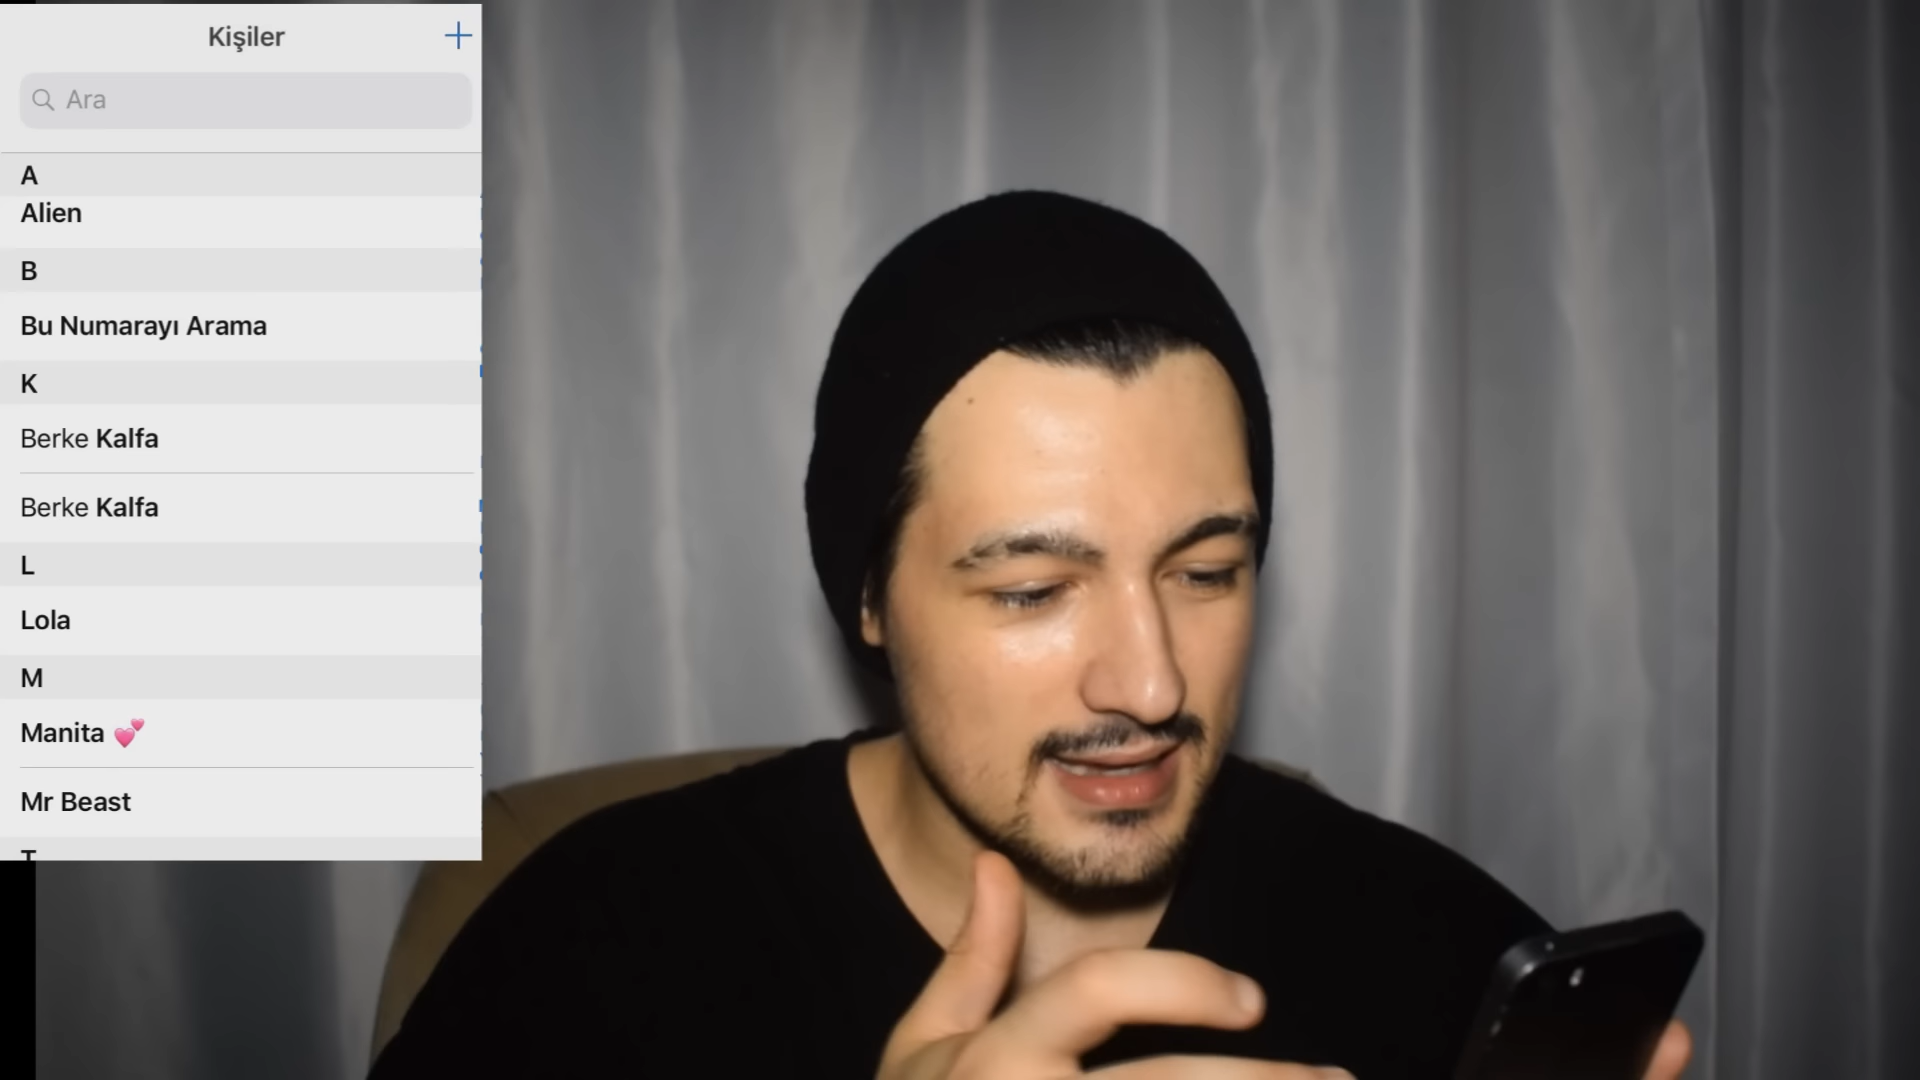 Kişiler
Ara
A
Alien
B
Bu Numarayı Arama
K
Berke Kalfa
Berke Kalfa
L
Lola
M
Manita 💕
Mr Beast
T